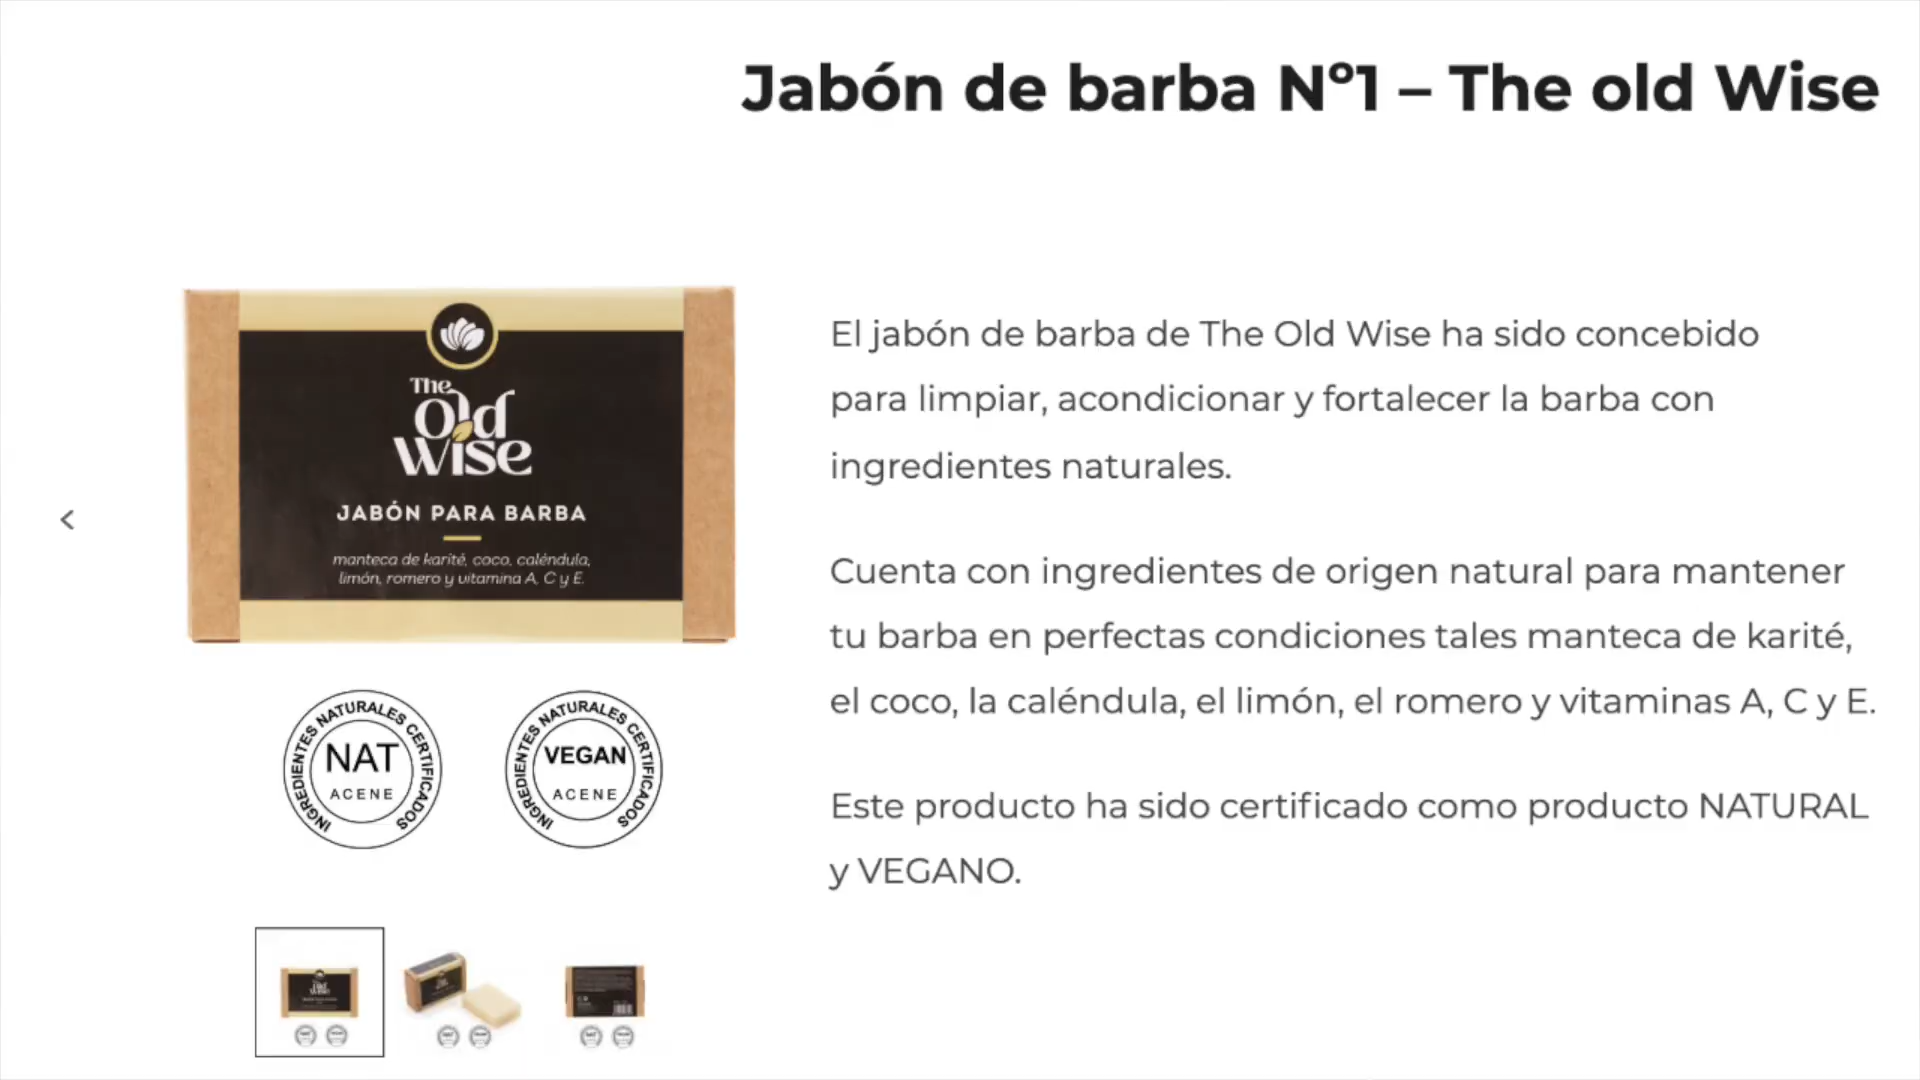 Jabón de barba Nº1 – The old Wise
The
Old
Wise
JABÓN PARA BARBA
manteca de karité, coco, caléndula,
limón, romero y vitamina A, C y E.
INGREDIENTES NATURALES CERTIFICADOS
NAT
ACENE
INGREDIENTES NATURALES CERTIFICADOS
VEGAN
ACENE
El jabón de barba de The Old Wise ha sido concebido
para limpiar, acondicionar y fortalecer la barba con
ingredientes naturales.
Cuenta con ingredientes de origen natural para mantener
tu barba en perfectas condiciones tales manteca de karité,
el coco, la caléndula, el limón, el romero y vitaminas A, C y E.
Este producto ha sido certificado como producto NATURAL
y VEGANO.